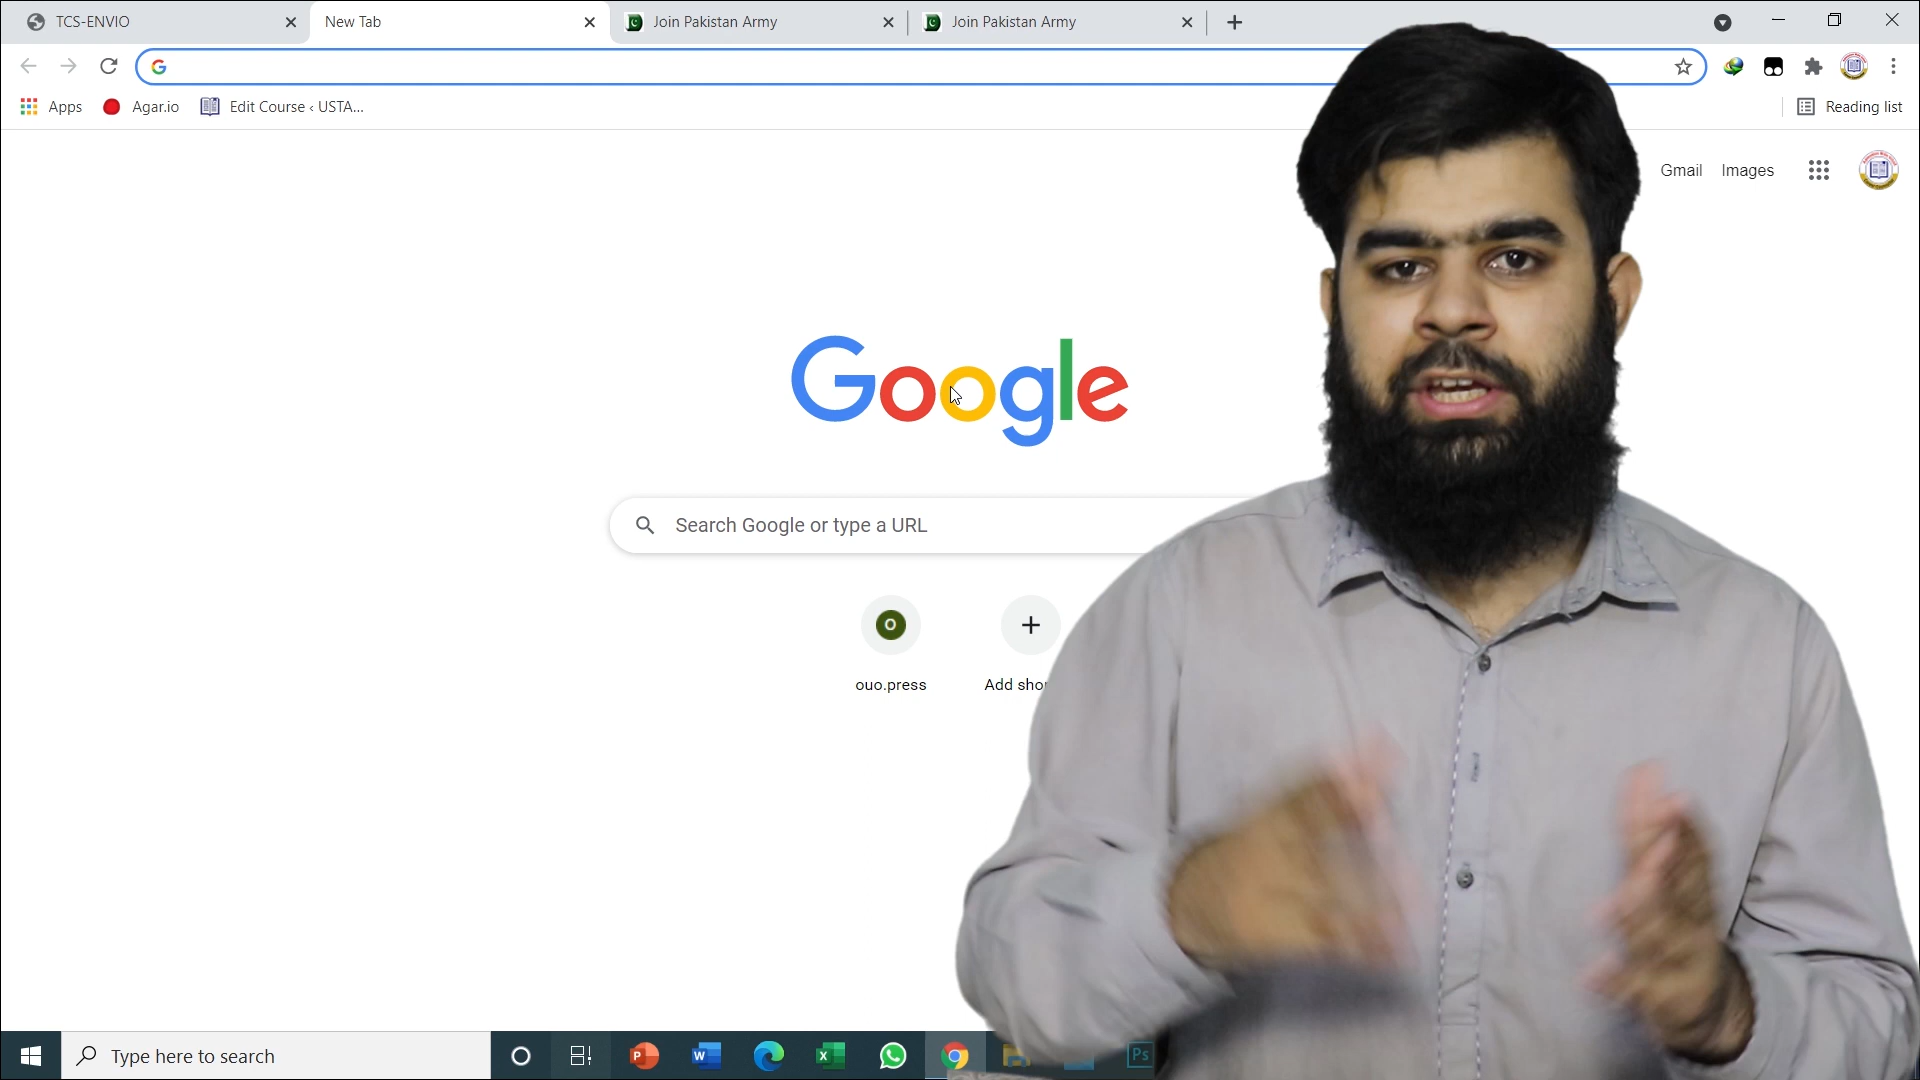 TCS-ENVIO
New Tab
Join Pakistan Army
Join Pakistan Army
Apps
Agar.io
Edit Course ‹ USTA...
Reading list
Gmail
Images
Google
Search Google or type a URL
O
ouo.press
Add shor
Type here to search
P
W
X
Ps